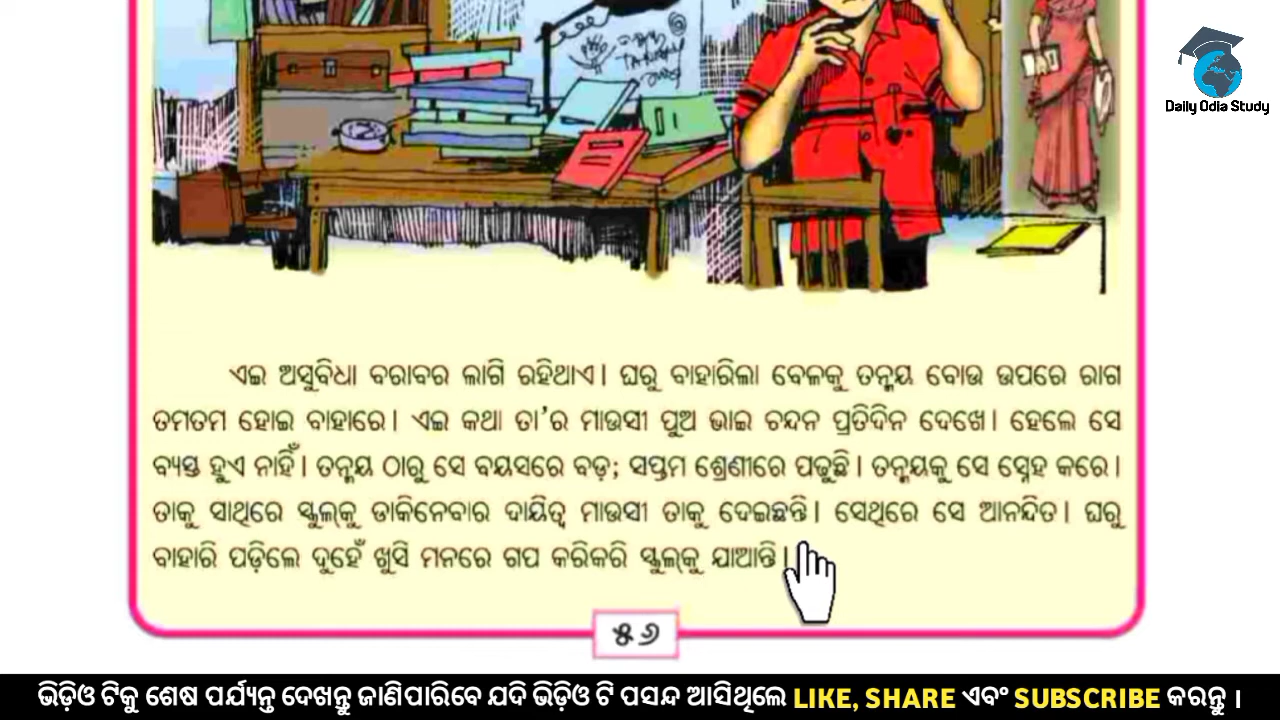 Daily Odia Study
ଏଇ ଅସୁବିଧା ବରାବର ଲାଗି ରହିଥାଏ। ଘରୁ ବାହାରିଲା ବେଳକୁ ତନ୍ମୟ ବୋଉ ଉପରେ ରାଗ
ତମତମ ହୋଇ ବାହାରେ। ଏଇ କଥା ତା'ର ମାଉସୀ ପୁଅ ଭାଇ ଚନ୍ଦନ ପ୍ରତିଦିନ ଦେଖେ। ହେଲେ ସେ
ବ୍ୟସ୍ତ ହୁଏ ନାହିଁ। ତନ୍ମୟ ଠାରୁ ସେ ବୟସରେ ବଡ଼; ସପ୍ତମ ଶ୍ରେଣୀରେ ପଢୁଛି। ତନ୍ମୟକୁ ସେ ସ୍ନେହ କରେ।
ତାକୁ ସାଥିରେ ସ୍କୁଲ୍‌କୁ ଡାକିନେବାର ଦାୟିତ୍ୱ ମାଉସୀ ତାକୁ ଦେଇଛନ୍ତି। ସେଥିରେ ସେ ଆନନ୍ଦିତ। ଘରୁ
ବାହାରି ପଡ଼ିଲେ ଦୁହେଁ ଖୁସି ମନରେ ଗପ କରିକରି ସ୍କୁଲ୍‌କୁ ଯାଆନ୍ତି।
୫୬
ଭିଡ଼ିଓ ଟିକୁ ଶେଷ ପର୍ଯ୍ୟନ୍ତ ଦେଖନ୍ତୁ ଜାଣିପାରିବେ ଯଦି ଭିଡ଼ିଓ ଟି ପସନ୍ଦ ଆସିଥିଲେ LIKE, SHARE ଏବଂ SUBSCRIBE କରନ୍ତୁ ।